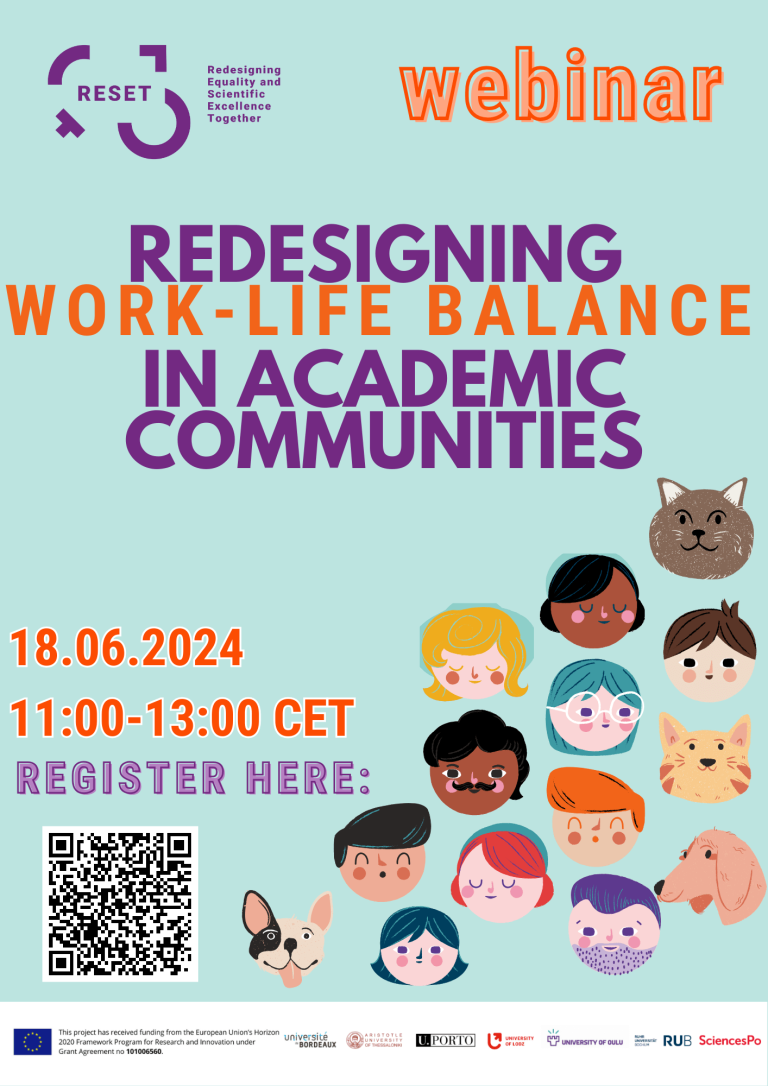 RESET
Redesigning
Equality and
Scientific
Excellence
Together
webinar
REDESIGNING
WORK-LIFE BALANCE
IN ACADEMIC
COMMUNITIES
18.06.2024
11:00-13:00 CET
REGISTER HERE:
This project has received funding from the European Union's Horizon
2020 Framework Program for Research and Innovation under
Grant Agreement no 101006560.
université
de BORDEAUX
ARISTOTLE
UNIVERSITY
OF THESSALONIKI
U.PORTO
UNIVERSITY
OF LODZ
UNIVERSITY OF OULU
RUHR
UNIVERSITÄT
BOCHUM
RUB
SciencesPo